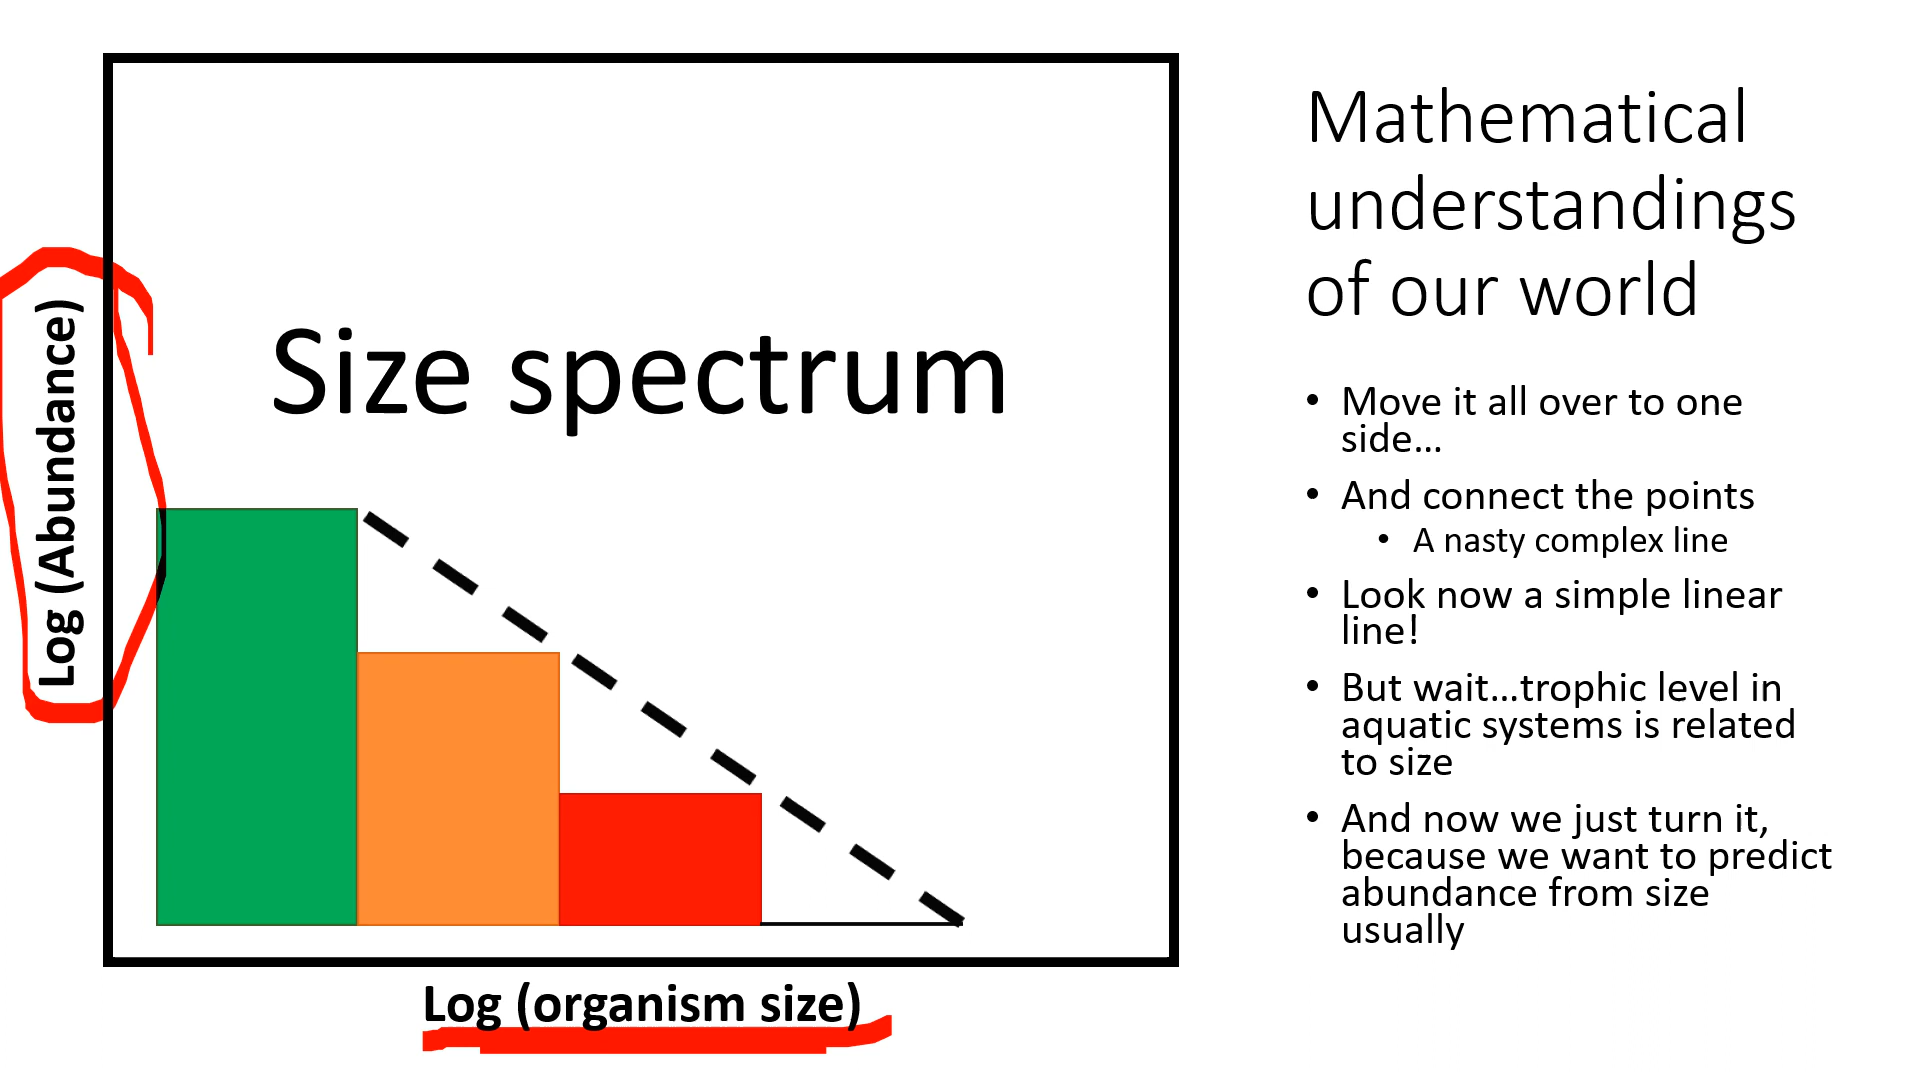 Log (Abundance)
Size spectrum
Log (organism size)
Mathematical
understandings
of our world
• Move it all over to one
side...
• And connect the points
• A nasty complex line
• Look now a simple linear
line!
• But wait...trophic level in
aquatic systems is related
to size
• And now we just turn it,
because we want to predict
abundance from size
usually